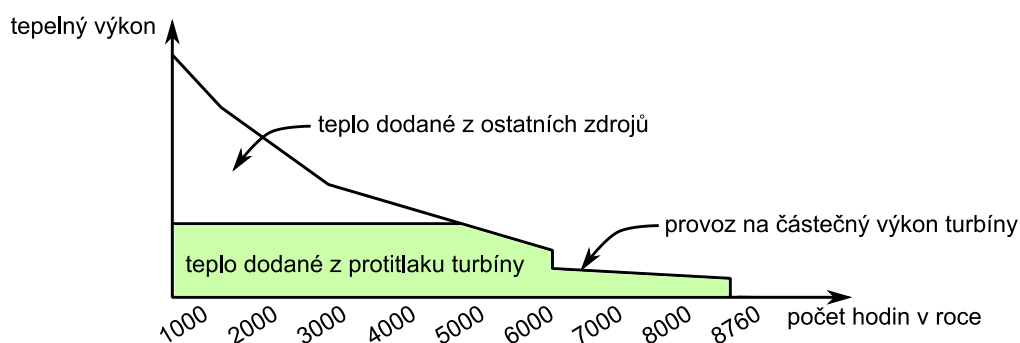 tepelný výkon
teplo dodané z ostatních zdrojů
provoz na částečný výkon turbíny
teplo dodané z protitlaku turbíny
1000 2000 3000 4000 5000 6000 7000 8000 8760
počet hodin v roce